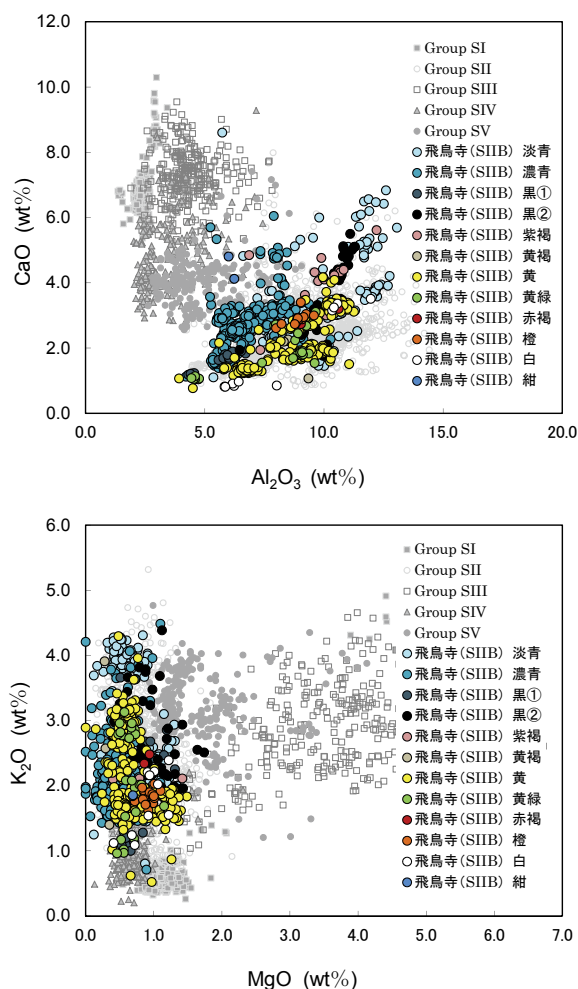 12.0
10.0
8.0
6.0
4.0
2.0
0.0
CaO (wt%)
0.0 5.0 10.0 15.0 20.0
Al₂O₃ (wt%)
Group SI
Group SII
Group SIII
Group SIV
Group SV
飛鳥寺(SIIB) 淡青
飛鳥寺(SIIB) 濃青
飛鳥寺(SIIB) 黒①
飛鳥寺(SIIB) 黒②
飛鳥寺(SIIB) 紫褐
飛鳥寺(SIIB) 黄褐
飛鳥寺(SIIB) 黄
飛鳥寺(SIIB) 黄緑
飛鳥寺(SIIB) 赤褐
飛鳥寺(SIIB) 橙
飛鳥寺(SIIB) 白
飛鳥寺(SIIB) 紺
6.0
5.0
4.0
3.0
2.0
1.0
0.0
K₂O (wt%)
0.0 1.0 2.0 3.0 4.0 5.0 6.0 7.0
MgO (wt%)
Group SI
Group SII
Group SIII
Group SIV
Group SV
飛鳥寺(SIIB) 淡青
飛鳥寺(SIIB) 濃青
飛鳥寺(SIIB) 黒①
飛鳥寺(SIIB) 黒②
飛鳥寺(SIIB) 紫褐
飛鳥寺(SIIB) 黄褐
飛鳥寺(SIIB) 黄
飛鳥寺(SIIB) 黄緑
飛鳥寺(SIIB) 赤褐
飛鳥寺(SIIB) 橙
飛鳥寺(SIIB) 白
飛鳥寺(SIIB) 紺